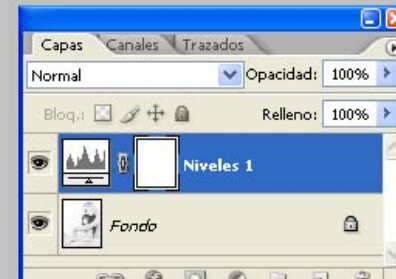 Capas Canales Trazados
Normal Opacidad: 100%
Bloq.: Relleno: 100%
Niveles 1
Fondo